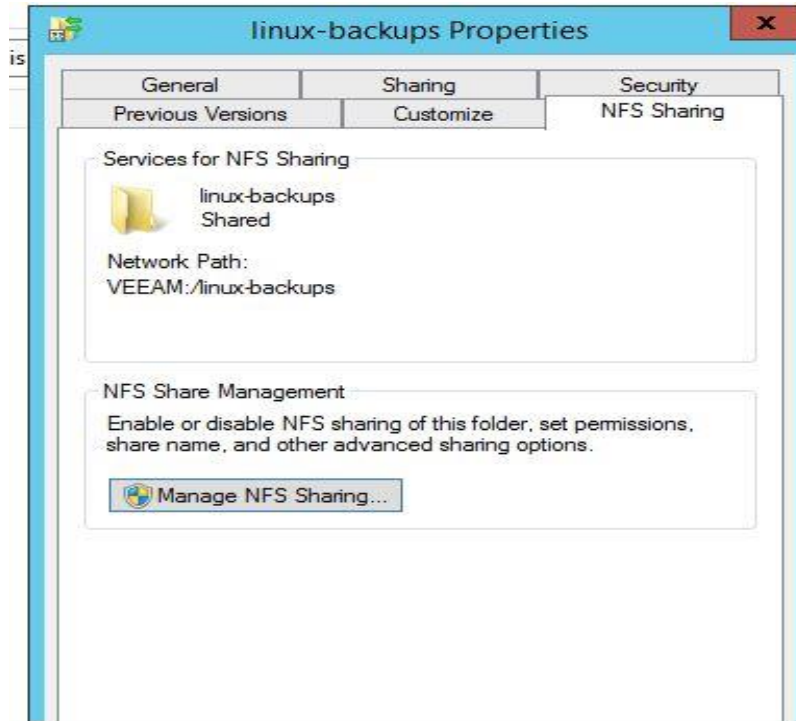 linux-backups Properties
is
General
Sharing
Security
Previous Versions
Customize
NFS Sharing
Services for NFS Sharing
linux-backups
Shared
Network Path:
VEEAM:/linux-backups
NFS Share Management
Enable or disable NFS sharing of this folder, set permissions,
share name, and other advanced sharing options.
Manage NFS Sharing...